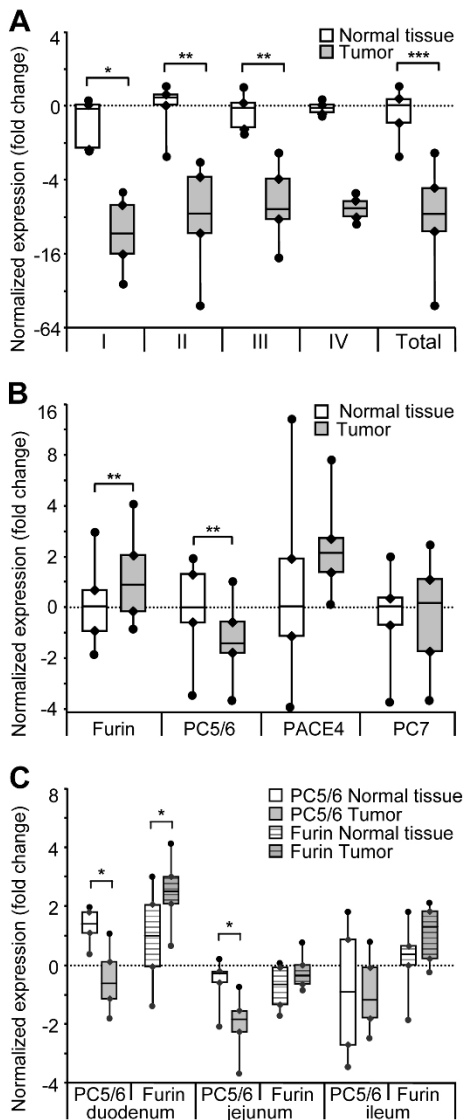 A
Normalized expression (fold change)
4
0
-4
-16
-64
Normal tissue
Tumor
*
**
**
***
I
II
III
IV
Total
B
Normalized expression (fold change)
16
8
4
2
0
-2
-4
Normal tissue
Tumor
**
**
Furin
PC5/6
PACE4
PC7
C
Normalized expression (fold change)
8
4
2
0
-2
-4
PC5/6 Normal tissue
PC5/6 Tumor
Furin Normal tissue
Furin Tumor
*
*
*
PC5/6 Furin PC5/6 Furin PC5/6 Furin
duodenum jejunum ileum